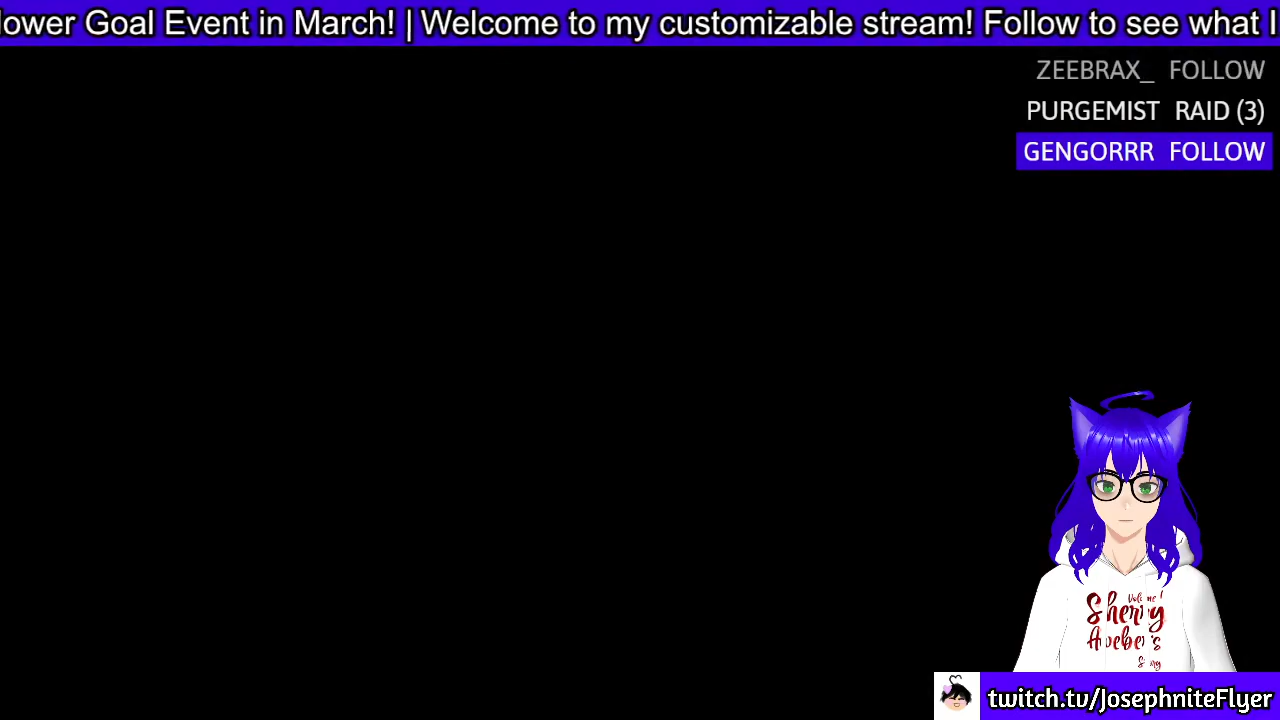 lower Goal Event in March! | Welcome to my customizable stream! Follow to see what I
ZEEBRAX_ FOLLOW
PURGEMIST RAID (3)
GENGORRR FOLLOW
Sherry
twitch.tv/JosephniteFlyer